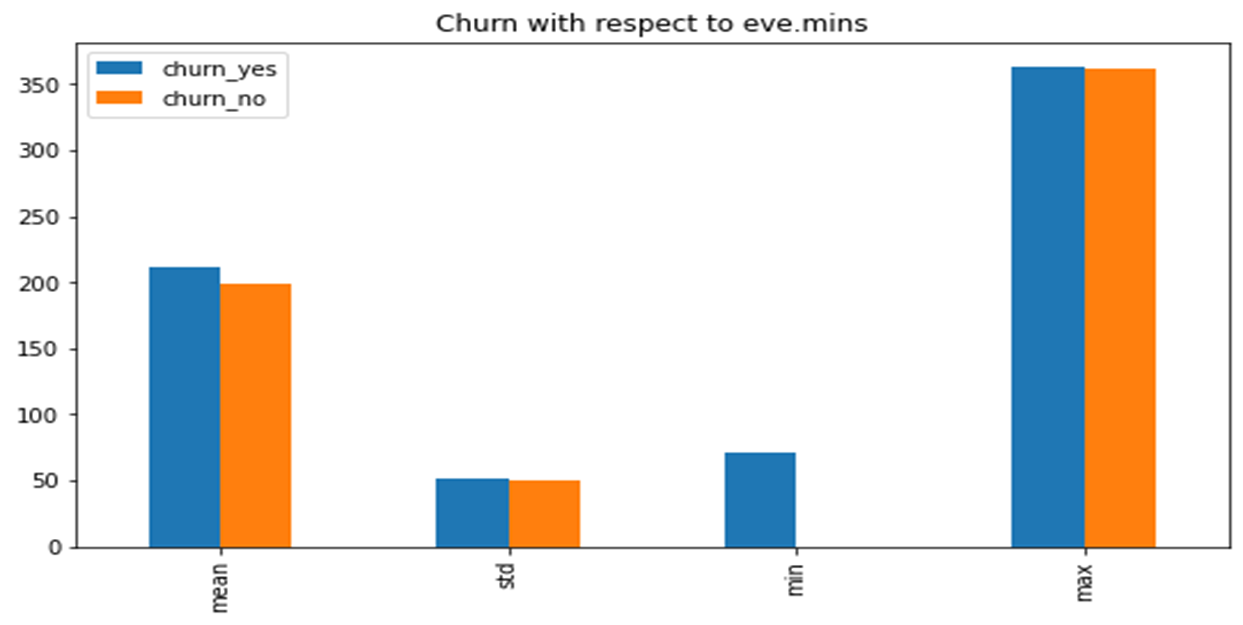 Churn with respect to eve.mins
churn_yes
churn_no
350
300
250
200
150
100
50
0
mean
std
min
max